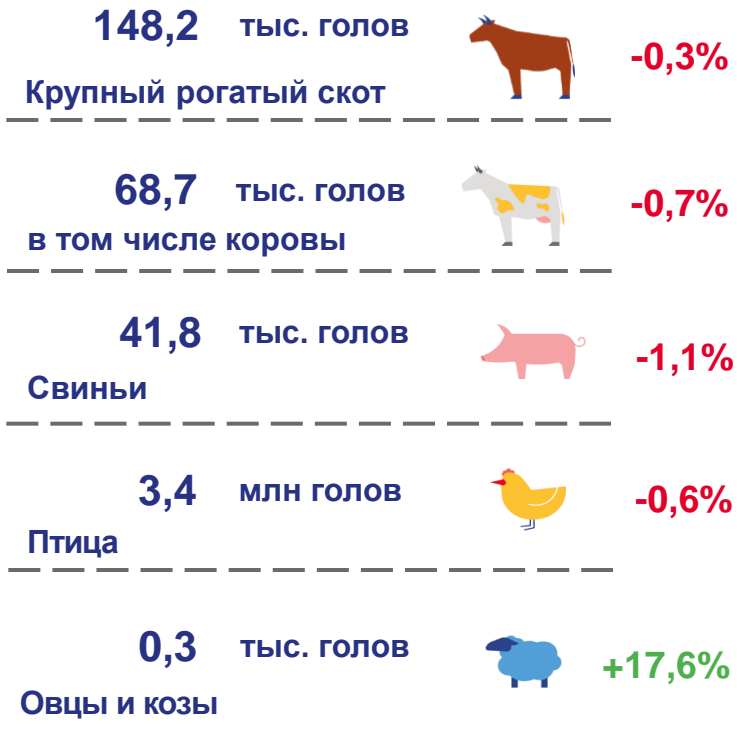 148,2 тыс. голов
-0,3%
Крупный рогатый скот
68,7 тыс. голов
-0,7%
в том числе коровы
41,8 тыс. голов
-1,1%
Свиньи
3,4 млн голов
-0,6%
Птица
0,3 тыс. голов
+17,6%
Овцы и козы